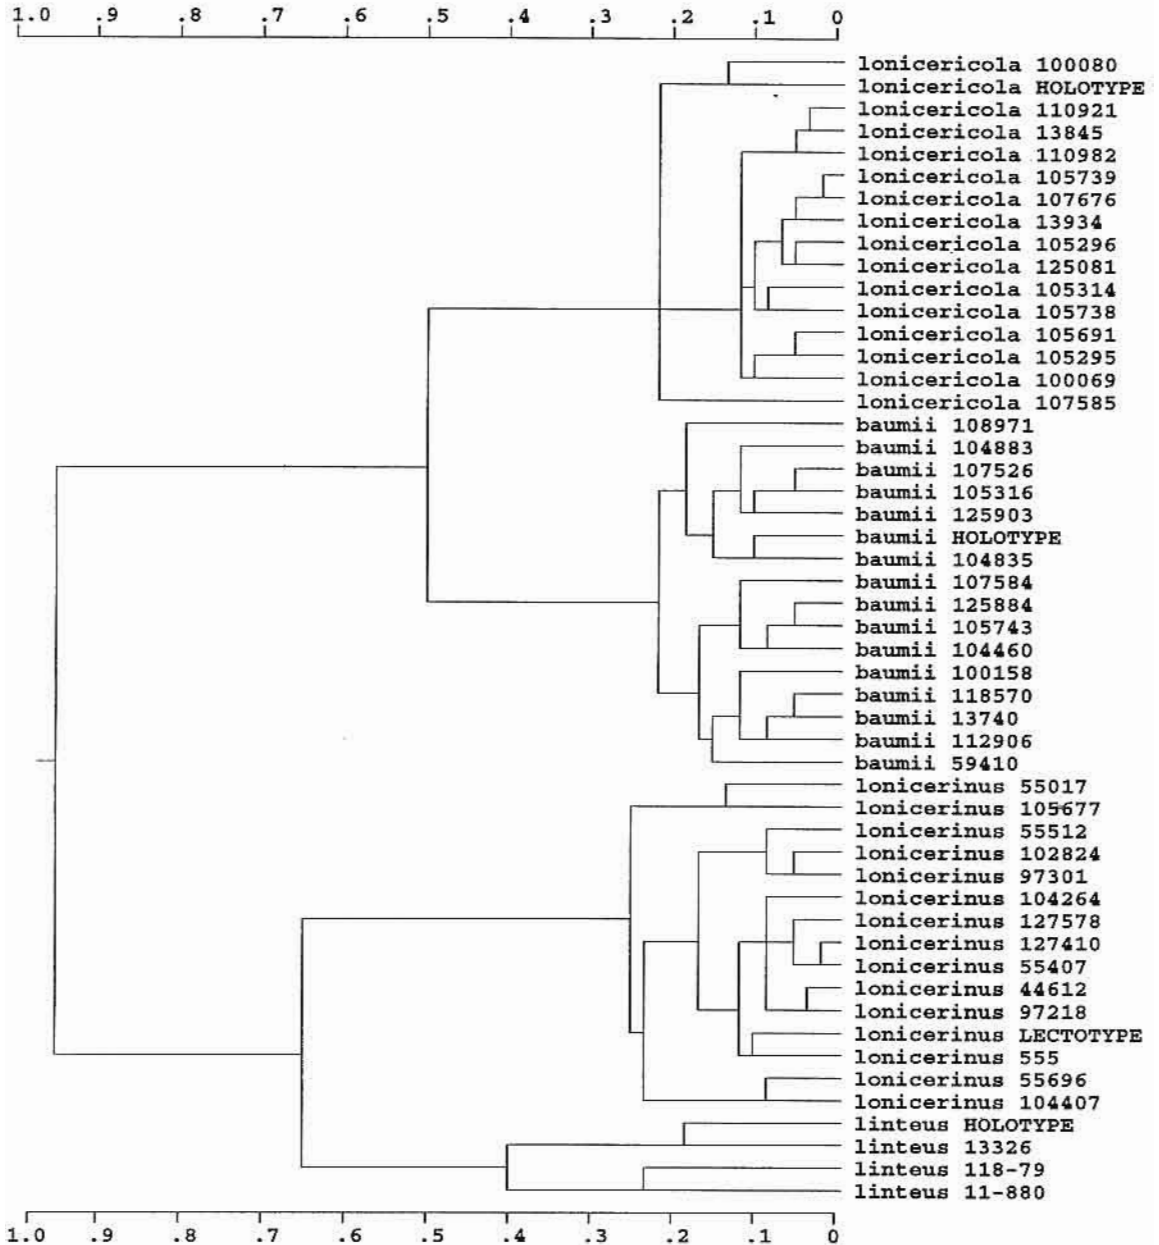 1.0 .9 .8 .7 .6 .5 .4 .3 .2 .1 0
lonicericola 100080
lonicericola HOLOTYPE
lonicericola 110921
lonicericola 13845
lonicericola 110982
lonicericola 105739
lonicericola 107676
lonicericola 13934
lonicericola 105296
lonicericola 125081
lonicericola 105314
lonicericola 105738
lonicericola 105691
lonicericola 105295
lonicericola 100069
lonicericola 107585
baumii 108971
baumii 104883
baumii 107526
baumii 105316
baumii 125903
baumii HOLOTYPE
baumii 104835
baumii 107584
baumii 125884
baumii 105743
baumii 104460
baumii 100158
baumii 118570
baumii 13740
baumii 112906
baumii 59410
lonicerinus 55017
lonicerinus 105677
lonicerinus 55512
lonicerinus 102824
lonicerinus 97301
lonicerinus 104264
lonicerinus 127578
lonicerinus 127410
lonicerinus 55407
lonicerinus 44612
lonicerinus 97218
lonicerinus LECTOTYPE
lonicerinus 555
lonicerinus 55696
lonicerinus 104407
linteus HOLOTYPE
linteus 13326
linteus 118-79
linteus 11-880
1.0 .9 .8 .7 .6 .5 .4 .3 .2 .1 0